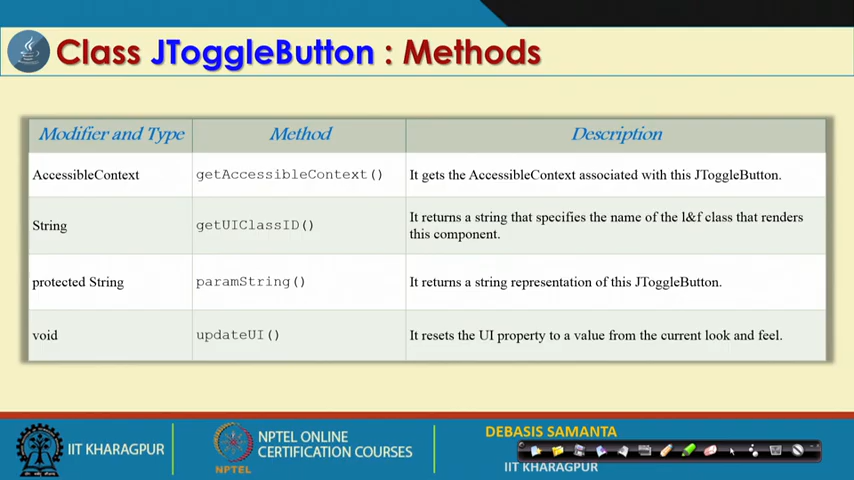 Class JToggleButton : Methods
Modifier and Type Method Description
AccessibleContext getAccessibleContext() It gets the AccessibleContext associated with this JToggleButton.
String getUIClassID() It returns a string that specifies the name of the l&f class that renders
this component.
protected String paramString() It returns a string representation of this JToggleButton.
void updateUI() It resets the UI property to a value from the current look and feel.
IIT KHARAGPUR
NPTEL
NPTEL ONLINE
CERTIFICATION COURSES
DEBASIS SAMANTA
IIT KHARAGPUR